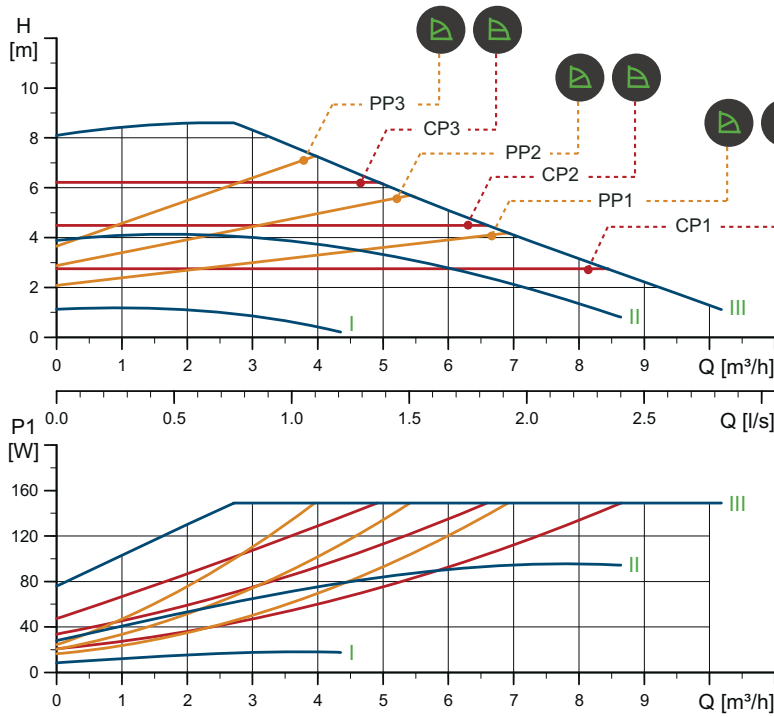 H
[m]
10
8
6
4
2
0
PP3
CP3
PP2
CP2
PP1
CP1
I
II
III
0 1 2 3 4 5 6 7 8 9 Q [m³/h]
0.0 0.5 1.0 1.5 2.0 2.5 Q [l/s]
P1
[W]
160
120
80
40
0
III
II
I
0 1 2 3 4 5 6 7 8 9 Q [m³/h]